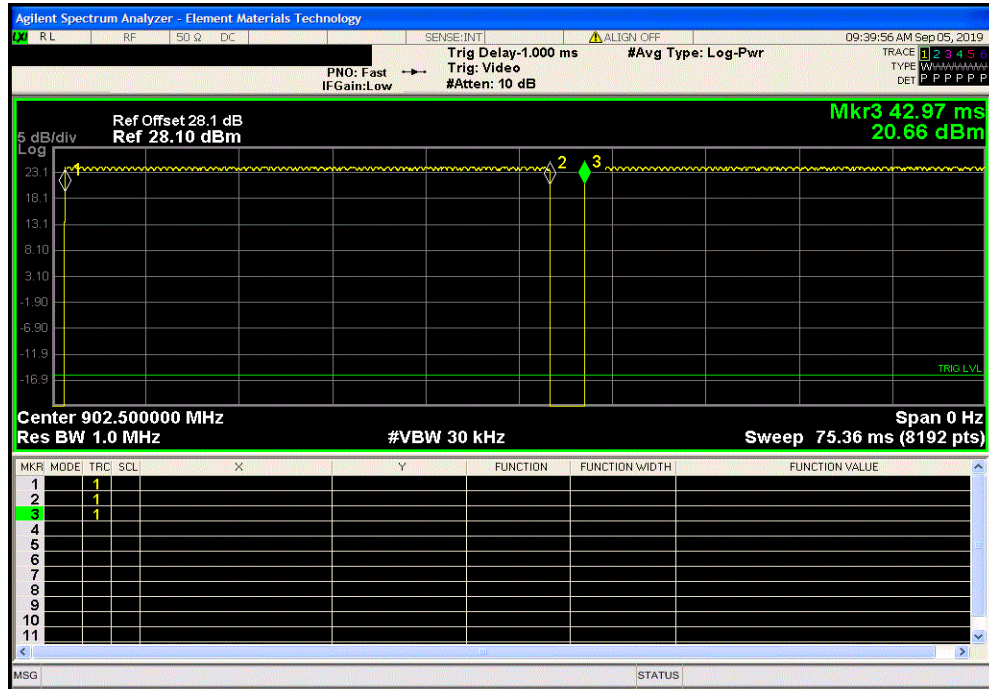 Agilent Spectrum Analyzer - Element Materials Technology
LXI RL RF 50 Ω DC SENSE:INT ALIGN OFF 09:39:56 AM Sep 05, 2019
Trig Delay-1.000 ms #Avg Type: Log-Pwr TRACE 1 2 3 4 5 6
PNO: Fast Trig: Video TYPE WWWWWW
IFGain:Low #Atten: 10 dB DET P P P P P P
Mkr3 42.97 ms
Ref Offset 28.1 dB
5 dB/div Ref 28.10 dBm 20.66 dBm
Log
1 2 3
23.1
18.1
13.1
8.10
3.10
-1.90
-6.90
-11.9
TRIG LVL
-16.9
Center 902.500000 MHz Span 0 Hz
Res BW 1.0 MHz #VBW 30 kHz Sweep 75.36 ms (8192 pts)
MKR MODE TRC SCL X Y FUNCTION FUNCTION WIDTH FUNCTION VALUE
1 1
2 1
3 1
4
5
6
7
8
9
10
11
MSG STATUS